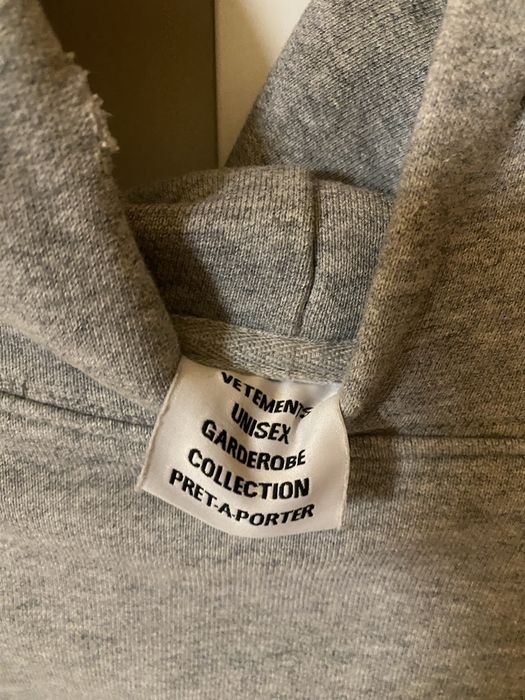 VETEMENTS
UNISEX
GARDEROBE
COLLECTION
PRET-A-PORTER